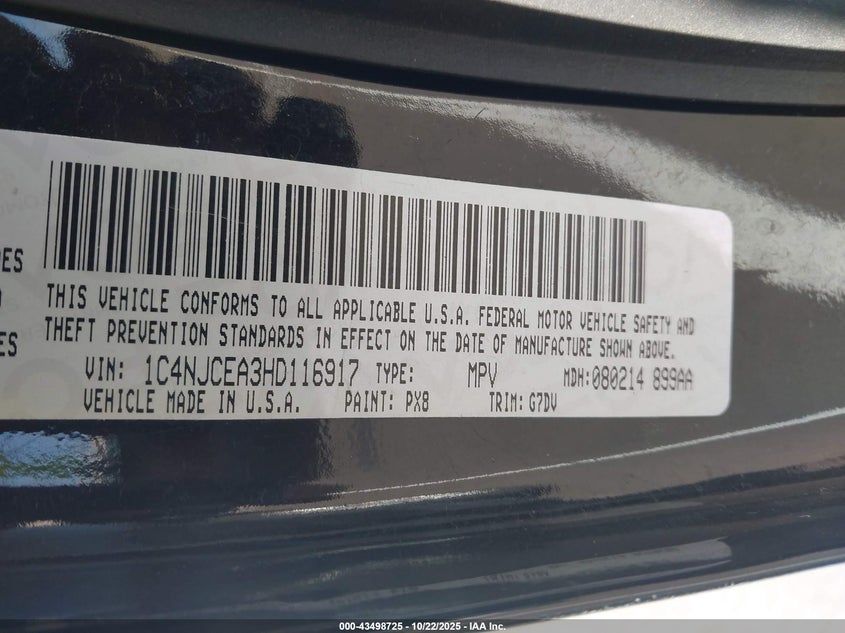 THIS VEHICLE CONFORMS TO ALL APPLICABLE U.S.A. FEDERAL MOTOR VEHICLE SAFETY AND
THEFT PREVENTION STANDARDS IN EFFECT ON THE DATE OF MANUFACTURE SHOWN ABOVE.
VIN: 1C4NJCEA3HD116917 TYPE: MPV MDH:080214 899AA
VEHICLE MADE IN U.S.A. PAINT: PX8 TRIM: G7DV
000-43498725 - 10/22/2025 - IAA Inc.